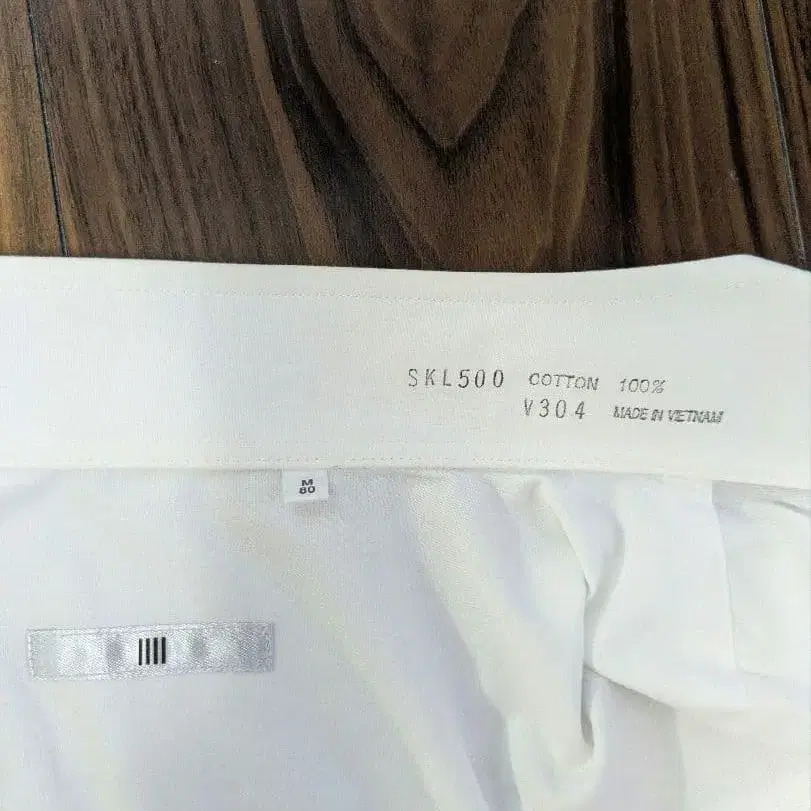 SKL500 COTTON 100%
V304 MADE IN VIETNAM
M
80